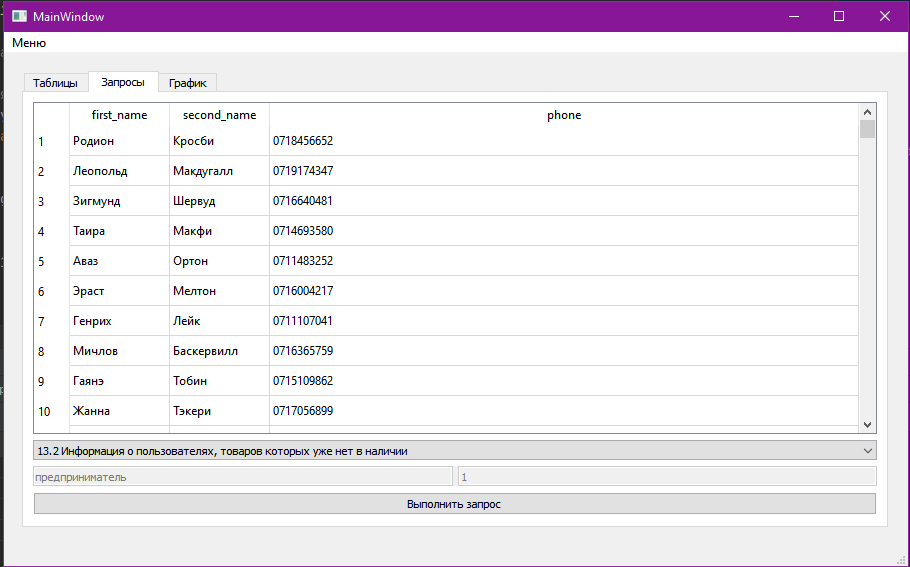 MainWindow
Меню
Таблицы Запросы График
first_name second_name phone
1 Родион Кросби 0718456652
2 Леопольд Макдугалл 0719174347
3 Зигмунд Шервуд 0716640481
4 Таира Макфи 0714693580
5 Аваз Ортон 0711483252
6 Эраст Мелтон 0716004217
7 Генрих Лейк 0711107041
8 Мичлов Баскервилл 0716365759
9 Гаянэ Тобин 0715109862
10 Жанна Тэкери 0717056899
13.2 Информация о пользователях, товаров которых уже нет в наличии
предприниматель 1
Выполнить запрос